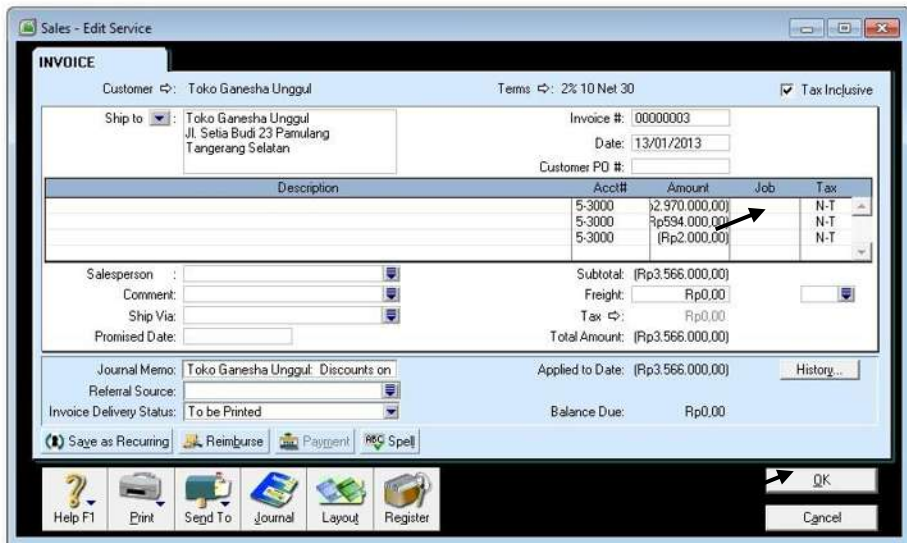 Sales - Edit Service
INVOICE
Customer ⇨: Toko Ganesha Unggul
Terms ⇨: 2% 10 Net 30
Tax Inclusive
Ship to : Toko Ganesha Unggul
Jl. Setia Budi 23 Pamulang
Tangerang Selatan
Invoice #: 00000003
Date: 13/01/2013
Customer PO #:
Description Acct# Amount Job Tax
5-3000 2.970.000,00) N-T
5-3000 Rp594.000,00) N-T
5-3000 (Rp2.000,00) N-T
Salesperson :
Comment:
Ship Via:
Promised Date:
Subtotal: (Rp3.566.000,00)
Freight: Rp0,00
Tax ⇨: Rp0,00
Total Amount: (Rp3.566.000,00)
Journal Memo: Toko Ganesha Unggul: Discounts on
Referral Source:
Invoice Delivery Status: To be Printed
Applied to Date: (Rp3.566.000,00)
History...
Balance Due: Rp0,00
Save as Recurring Reimburse Payment ABC Spell
Help F1 Print Send To Journal Layout Register
OK
Cancel